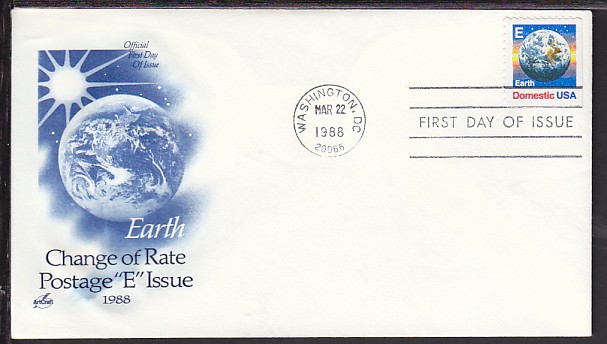 Official
First Day
Of Issue
Earth
Change of Rate
Postage "E" Issue
1988
ArtCraft
WASHINGTON, DC
MAR 22
1988
20066
FIRST DAY OF ISSUE
E
Earth
Domestic USA